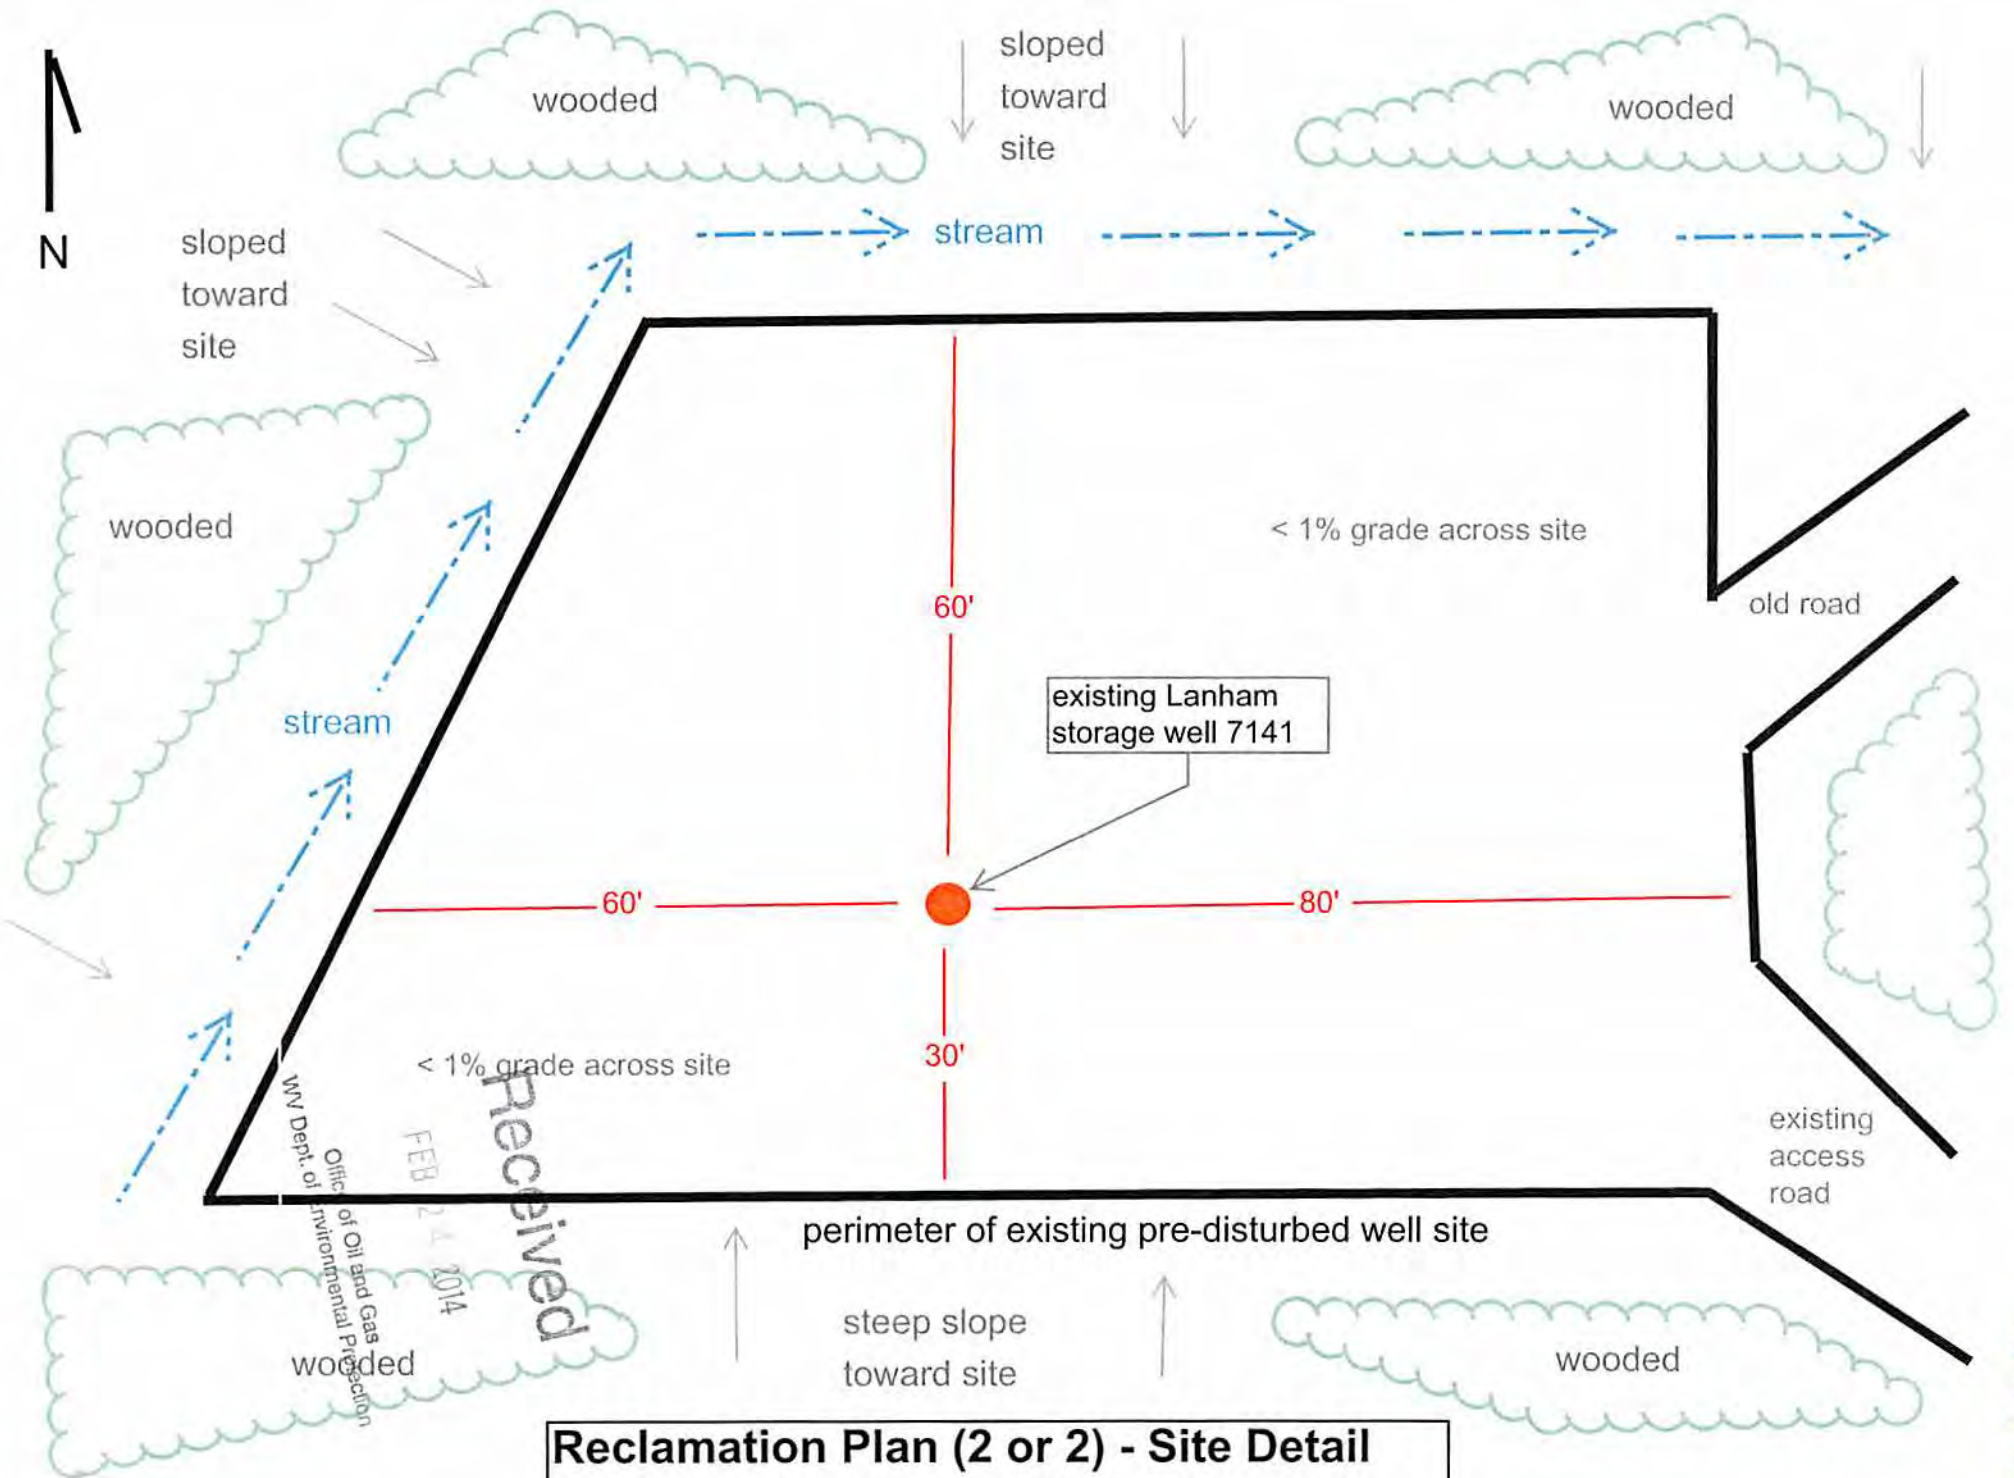 wooded
sloped
toward
site
wooded
N
sloped
toward
site
stream
wooded
< 1% grade across site
60'
old road
existing Lanham
storage well 7141
stream
60'
80'
30'
< 1% grade across site
existing
access
road
perimeter of existing pre-disturbed well site
Received
FEB 24 2014
Office of Oil and Gas
WV Dept. of Environmental Protection
wooded
steep slope
toward site
wooded
Reclamation Plan (2 or 2) - Site Detail